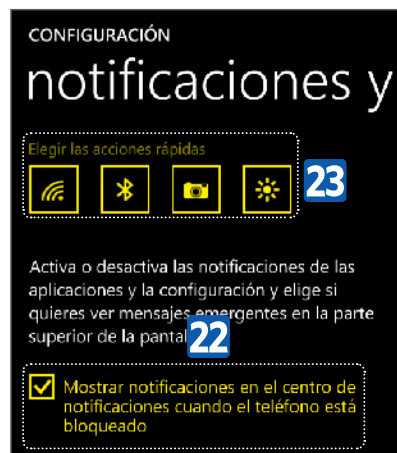 CONFIGURACIÓN
notificaciones y
Elegir las acciones rápidas
23
Activa o desactiva las notificaciones de las
aplicaciones y la configuración y elige si
quieres ver mensajes emergentes en la parte
superior de la pantal
22
Mostrar notificaciones en el centro de
notificaciones cuando el teléfono está
bloqueado